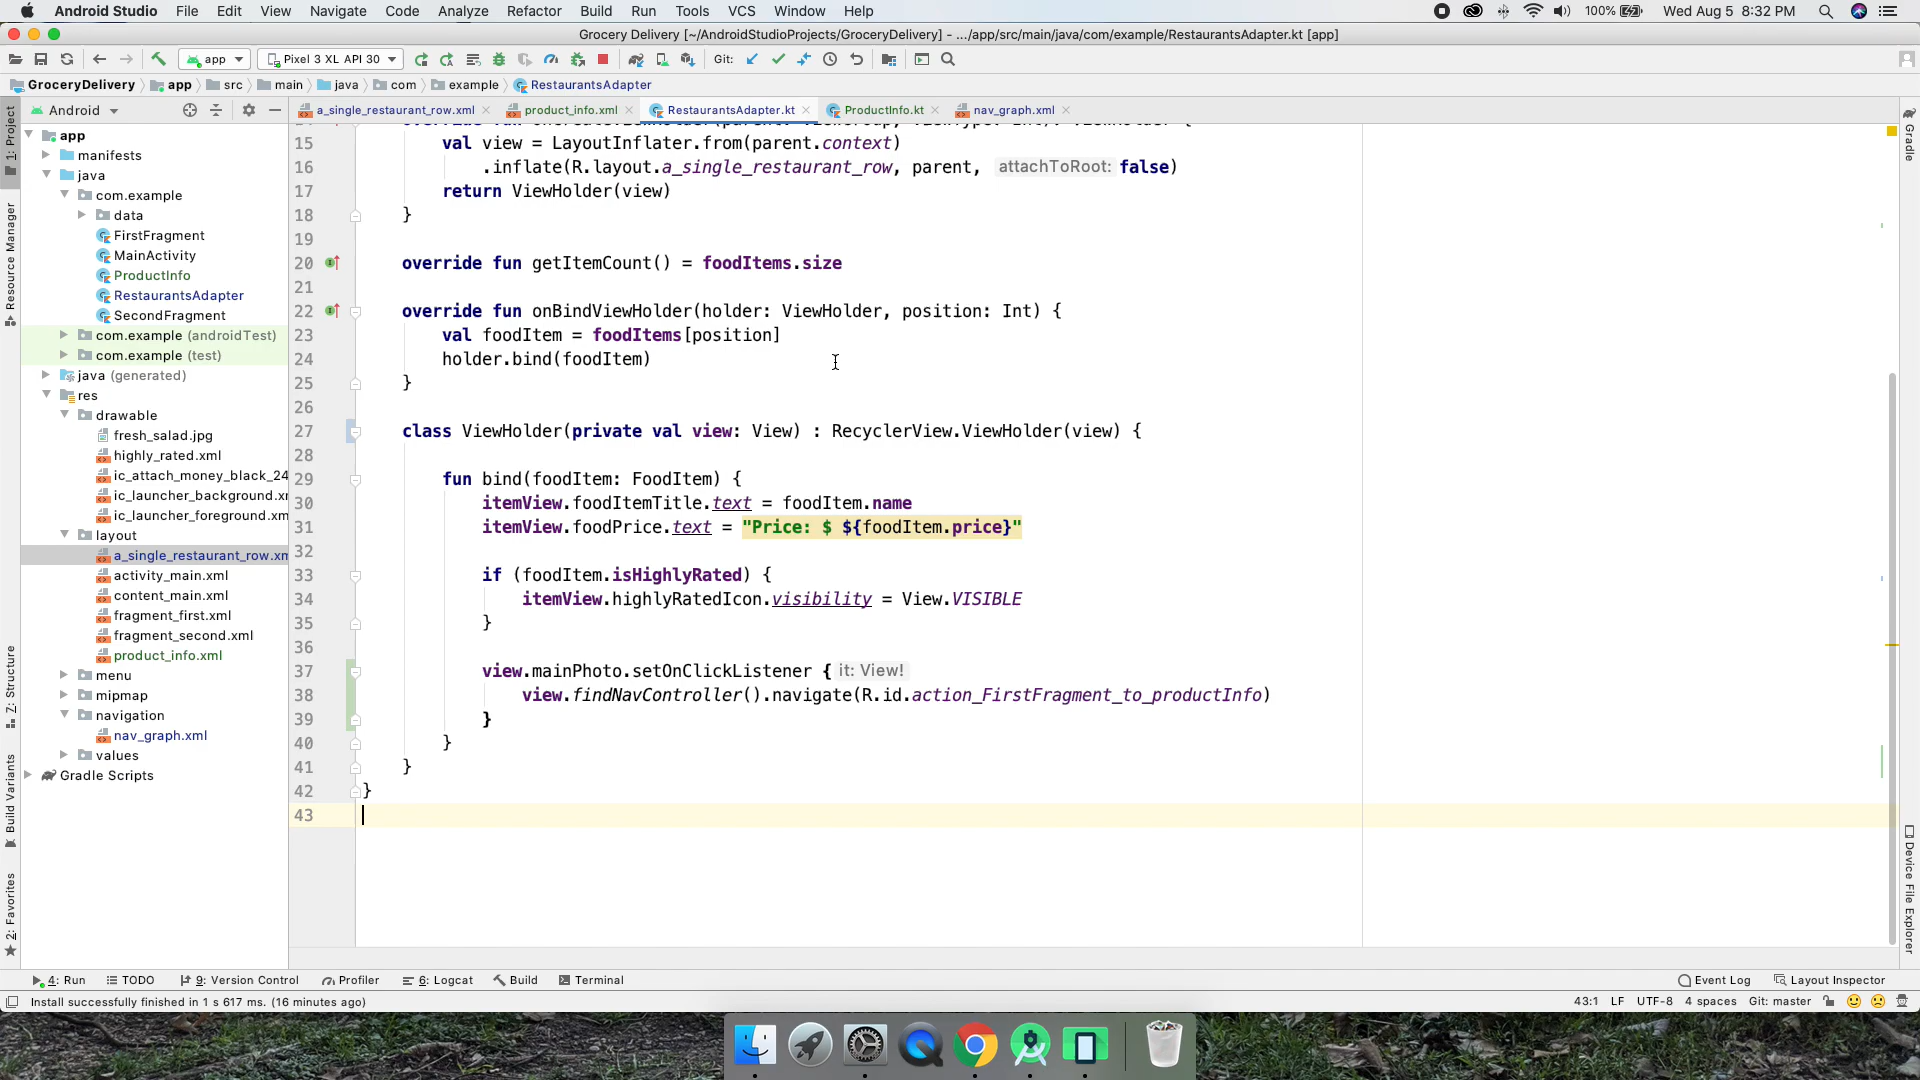 Android Studio File Edit View Navigate Code Analyze Refactor Build Run Tools VCS Window Help 100% Wed Aug 5 8:32 PM
Grocery Delivery [~/AndroidStudioProjects/GroceryDelivery] - .../app/src/main/java/com/example/RestaurantsAdapter.kt [app]
app Pixel 3 XL API 30 Git:
GroceryDelivery app src main java com example RestaurantsAdapter
Android a_single_restaurant_row.xml product_info.xml RestaurantsAdapter.kt ProductInfo.kt nav_graph.xml
1: Project
Resource Manager
Z: Structure
Build Variants
2: Favorites
app
manifests
java
com.example
data
FirstFragment
MainActivity
ProductInfo
RestaurantsAdapter
SecondFragment
com.example (androidTest)
com.example (test)
java (generated)
res
drawable
fresh_salad.jpg
highly_rated.xml
ic_attach_money_black_24
ic_launcher_background.xm
ic_launcher_foreground.xm
layout
a_single_restaurant_row.xm
activity_main.xml
content_main.xml
fragment_first.xml
fragment_second.xml
product_info.xml
menu
mipmap
navigation
nav_graph.xml
values
Gradle Scripts
15 val view = LayoutInflater.from(parent.context)
16 .inflate(R.layout.a_single_restaurant_row, parent, attachToRoot: false)
17 return ViewHolder(view)
18 }
19
20 override fun getItemCount() = foodItems.size
21
22 override fun onBindViewHolder(holder: ViewHolder, position: Int) {
23 val foodItem = foodItems[position]
24 holder.bind(foodItem)
25 }
26
27 class ViewHolder(private val view: View) : RecyclerView.ViewHolder(view) {
28
29 fun bind(foodItem: FoodItem) {
30 itemView.foodItemTitle.text = foodItem.name
31 itemView.foodPrice.text = "Price: $ ${foodItem.price}"
32
33 if (foodItem.isHighlyRated) {
34 itemView.highlyRatedIcon.visibility = View.VISIBLE
35 }
36
37 view.mainPhoto.setOnClickListener { it: View!
38 view.findNavController().navigate(R.id.action_FirstFragment_to_productInfo)
39 }
40 }
41 }
42 }
43
Gradle
Device File Explorer
4: Run TODO 9: Version Control Profiler 6: Logcat Build Terminal Event Log Layout Inspector
Install successfully finished in 1 s 617 ms. (16 minutes ago) 43:1 LF UTF-8 4 spaces Git: master